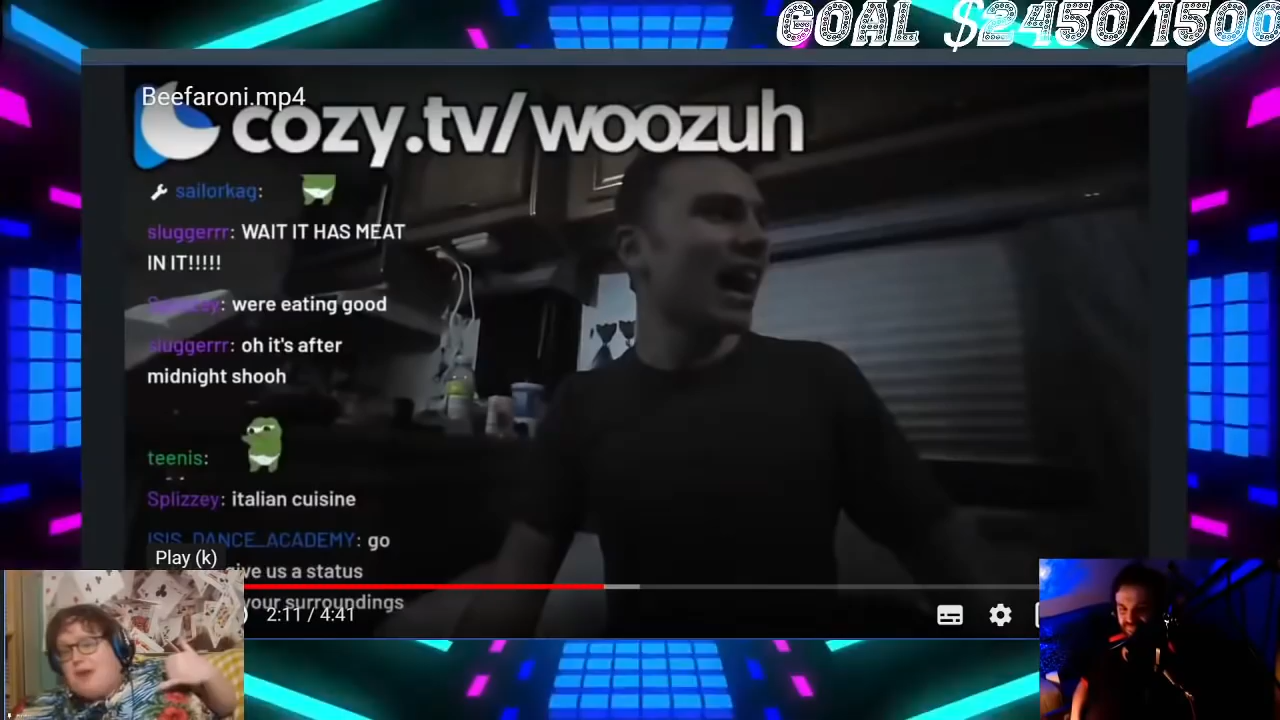 GOAL $2450/1500
Beefaroni.mp4
cozy.tv/woozuh
sailorkag:
sluggerrr: WAIT IT HAS MEAT
IN IT!!!!!
Splizzey: were eating good
sluggerrr: oh it's after
midnight shooh
teenis:
Splizzey: italian cuisine
ISIS_DANCE_ACADEMY: go
Play (k)
give us a status
your surroundings
2:11 / 4:41